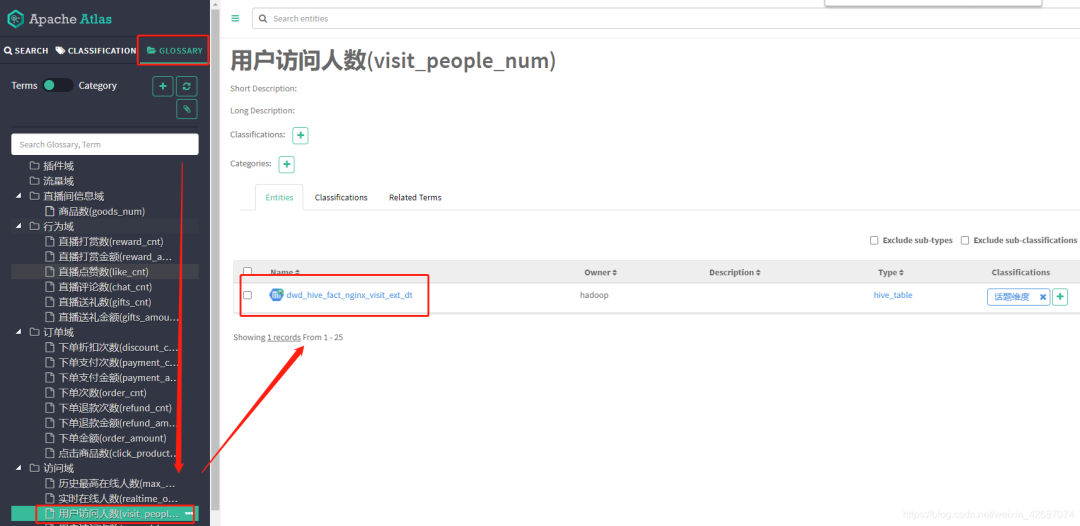 Apache Atlas
SEARCH CLASSIFICATION GLOSSARY
Terms Category
Search Glossary, Term
插件域
流量域
直播间信息域
商品数(goods_num)
行为域
直播打赏数(reward_cnt)
直播打赏金额(reward_a...
直播点赞数(like_cnt)
直播评论数(chat_cnt)
直播送礼数(gifts_cnt)
直播送礼金额(gifts_amou...
订单域
下单折扣次数(discount_c...
下单支付次数(payment_c...
下单支付金额(payment_a...
下单次数(order_cnt)
下单退款次数(refund_cnt)
下单退款金额(refund_am...
下单金额(order_amount)
点击商品数(click_product...
访问域
历史最高在线人数(max_...
实时在线人数(realtime_o...
用户访问人数(visit_peopl...
Search entities
用户访问人数(visit_people_num)
Short Description:
Long Description:
Classifications:
Categories:
Entities Classifications Related Terms
Exclude sub-types Exclude sub-classifications
Name Owner Description Type Classifications
dwd_hive_fact_nginx_visit_ext_dt hadoop hive_table 话题维度
Showing 1 records From 1 - 25
https://blog.csdn.net/weixin_42687074